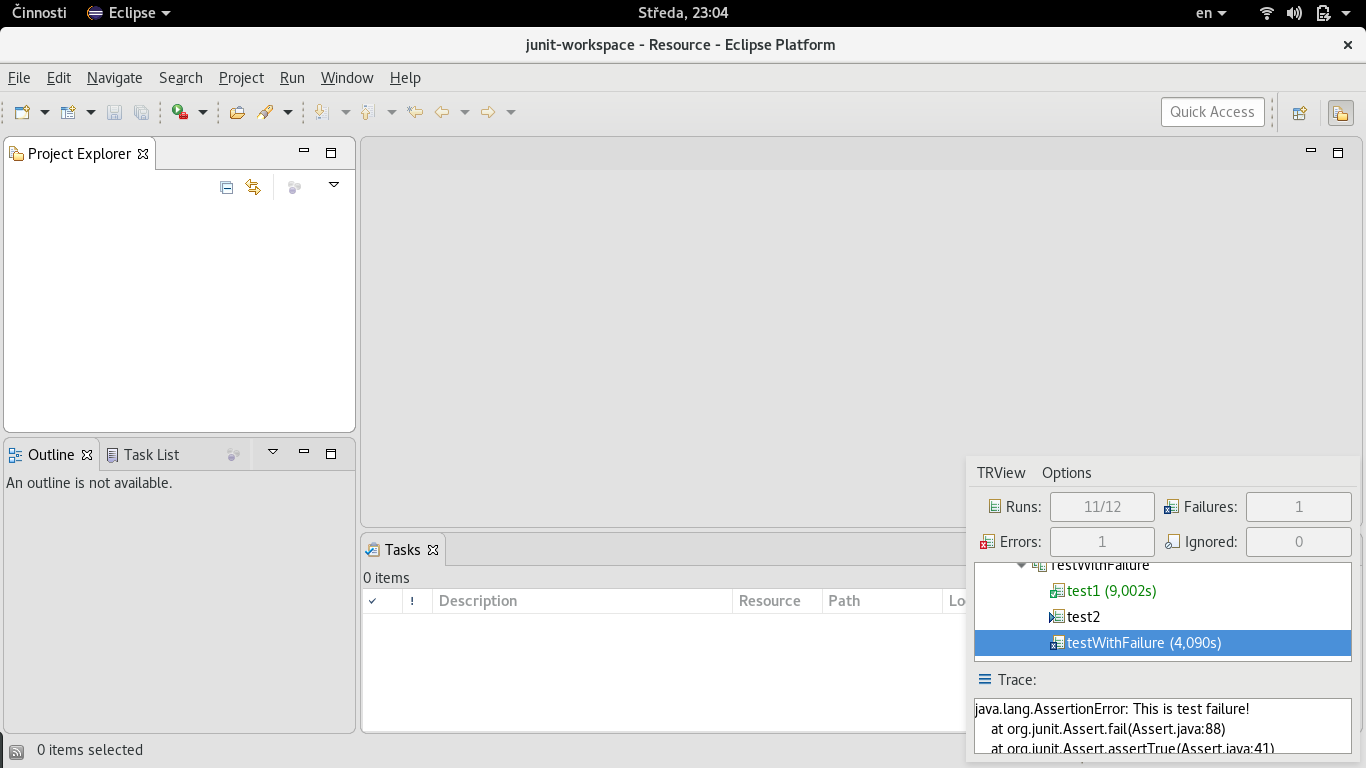 Činnosti Eclipse Středa, 23:04 en
junit-workspace - Resource - Eclipse Platform
File Edit Navigate Search Project Run Window Help
Quick Access
Project Explorer
Outline Task List
An outline is not available.
Tasks
0 items
! Description Resource Path Lo
TRView Options
Runs: 11/12 Failures: 1
Errors: 1 Ignored: 0
TestWithFailure
test1 (9,002s)
test2
testWithFailure (4,090s)
Trace:
java.lang.AssertionError: This is test failure!
at org.junit.Assert.fail(Assert.java:88)
at org.junit.Assert.assertTrue(Assert.java:41)
0 items selected